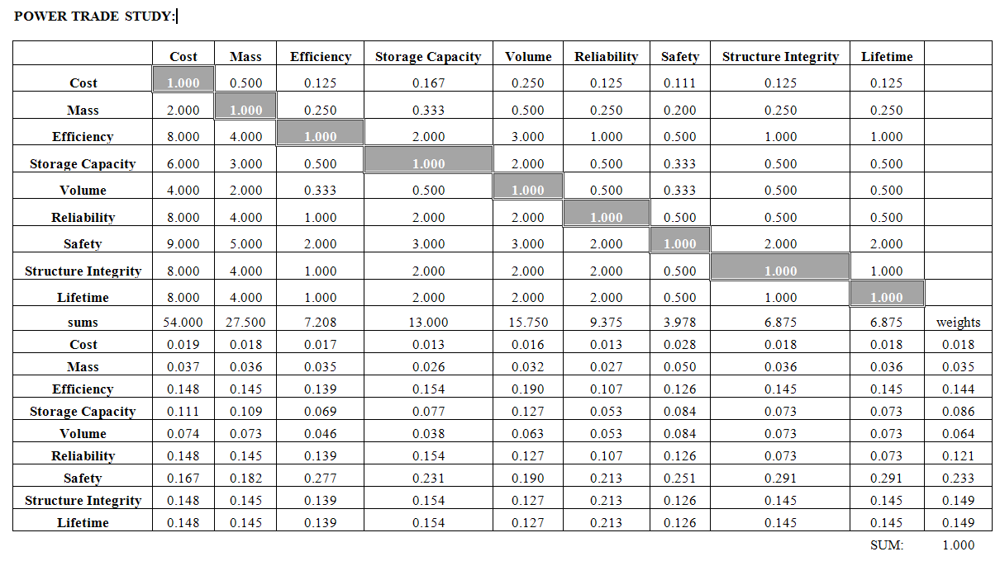 POWER TRADE STUDY:
Cost Mass Efficiency Storage Capacity Volume Reliability Safety Structure Integrity Lifetime
Cost 1.000 0.500 0.125 0.167 0.250 0.125 0.111 0.125 0.125
Mass 2.000 1.000 0.250 0.333 0.500 0.250 0.200 0.250 0.250
Efficiency 8.000 4.000 1.000 2.000 3.000 1.000 0.500 1.000 1.000
Storage Capacity 6.000 3.000 0.500 1.000 2.000 0.500 0.333 0.500 0.500
Volume 4.000 2.000 0.333 0.500 1.000 0.500 0.333 0.500 0.500
Reliability 8.000 4.000 1.000 2.000 2.000 1.000 0.500 0.500 0.500
Safety 9.000 5.000 2.000 3.000 3.000 2.000 1.000 2.000 2.000
Structure Integrity 8.000 4.000 1.000 2.000 2.000 2.000 0.500 1.000 1.000
Lifetime 8.000 4.000 1.000 2.000 2.000 2.000 0.500 1.000 1.000
sums 54.000 27.500 7.208 13.000 15.750 9.375 3.978 6.875 6.875 weights
Cost 0.019 0.018 0.017 0.013 0.016 0.013 0.028 0.018 0.018 0.018
Mass 0.037 0.036 0.035 0.026 0.032 0.027 0.050 0.036 0.036 0.035
Efficiency 0.148 0.145 0.139 0.154 0.190 0.107 0.126 0.145 0.145 0.144
Storage Capacity 0.111 0.109 0.069 0.077 0.127 0.053 0.084 0.073 0.073 0.086
Volume 0.074 0.073 0.046 0.038 0.063 0.053 0.084 0.073 0.073 0.064
Reliability 0.148 0.145 0.139 0.154 0.127 0.107 0.126 0.073 0.073 0.121
Safety 0.167 0.182 0.277 0.231 0.190 0.213 0.251 0.291 0.291 0.233
Structure Integrity 0.148 0.145 0.139 0.154 0.127 0.213 0.126 0.145 0.145 0.149
Lifetime 0.148 0.145 0.139 0.154 0.127 0.213 0.126 0.145 0.145 0.149
SUM: 1.000